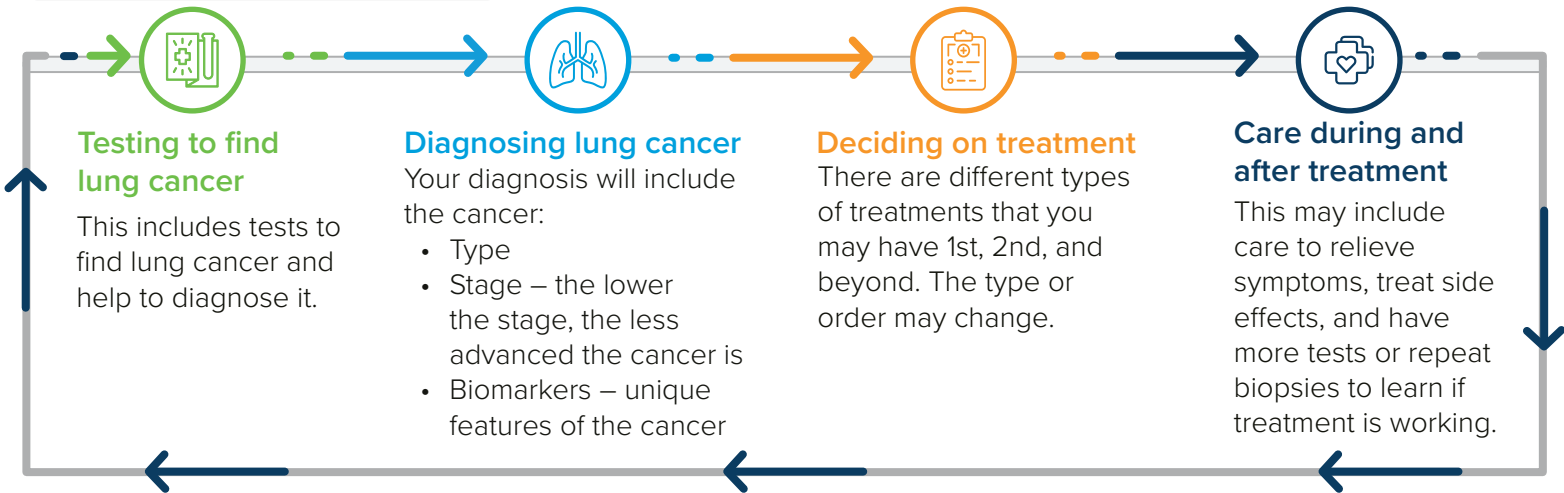 Testing to find
lung cancer
This includes tests to
find lung cancer and
help to diagnose it.
Diagnosing lung cancer
Your diagnosis will include
the cancer:
• Type
• Stage – the lower
the stage, the less
advanced the cancer is
• Biomarkers – unique
features of the cancer
Deciding on treatment
There are different types
of treatments that you
may have 1st, 2nd, and
beyond. The type or
order may change.
Care during and
after treatment
This may include
care to relieve
symptoms, treat side
effects, and have
more tests or repeat
biopsies to learn if
treatment is working.